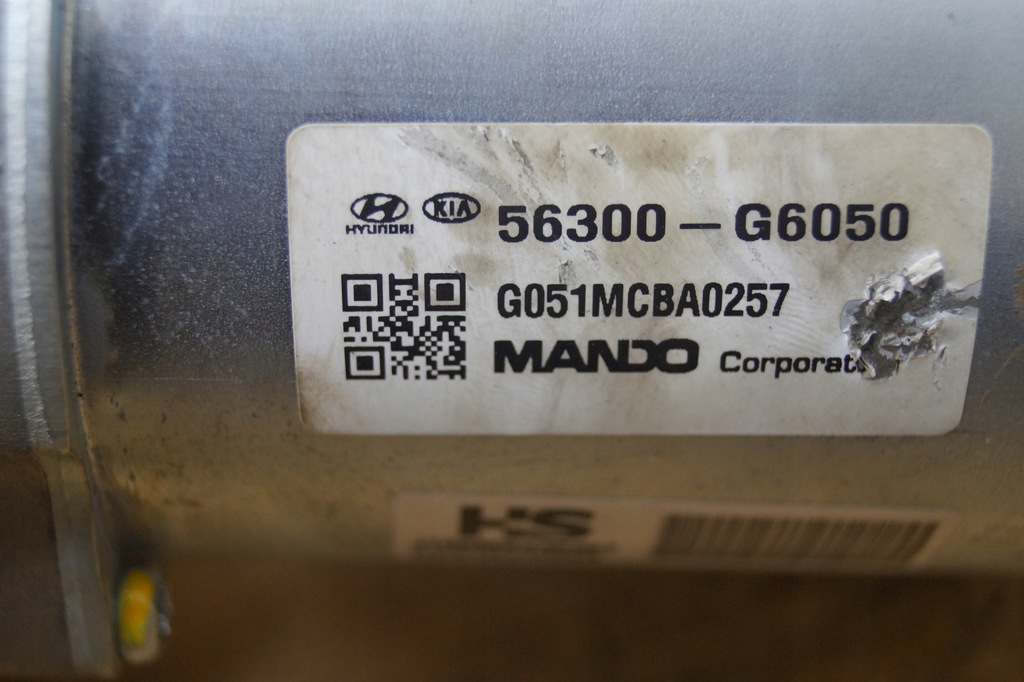 HYUNDAI KIA 56300-G6050
G051MCBA0257
MANDO Corporat
H'S